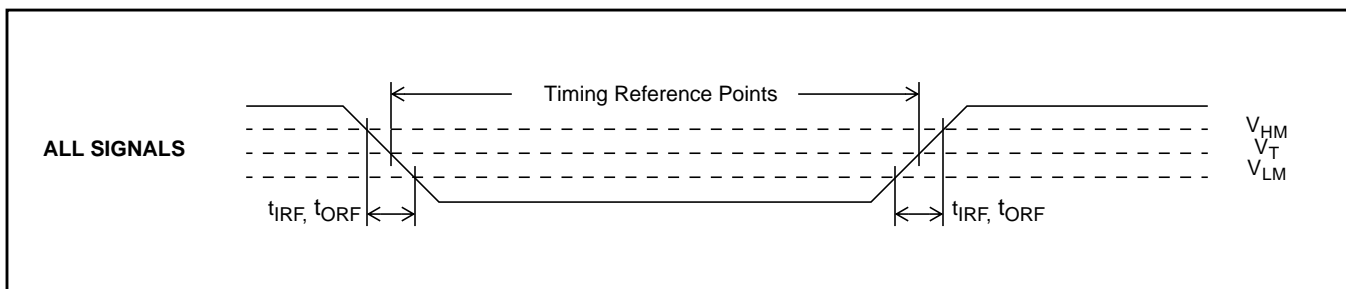 Timing Reference Points
ALL SIGNALS
V_HM
V_T
V_LM
t_IRF, t_ORF
t_IRF, t_ORF